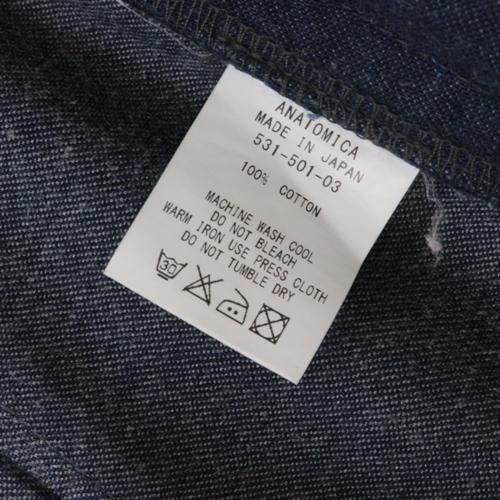 ANATOMICA
MADE IN JAPAN
531-501-03
100% COTTON
MACHINE WASH COOL
DO NOT BLEACH
WARM IRON USE PRESS CLOTH
DO NOT TUMBLE DRY
30